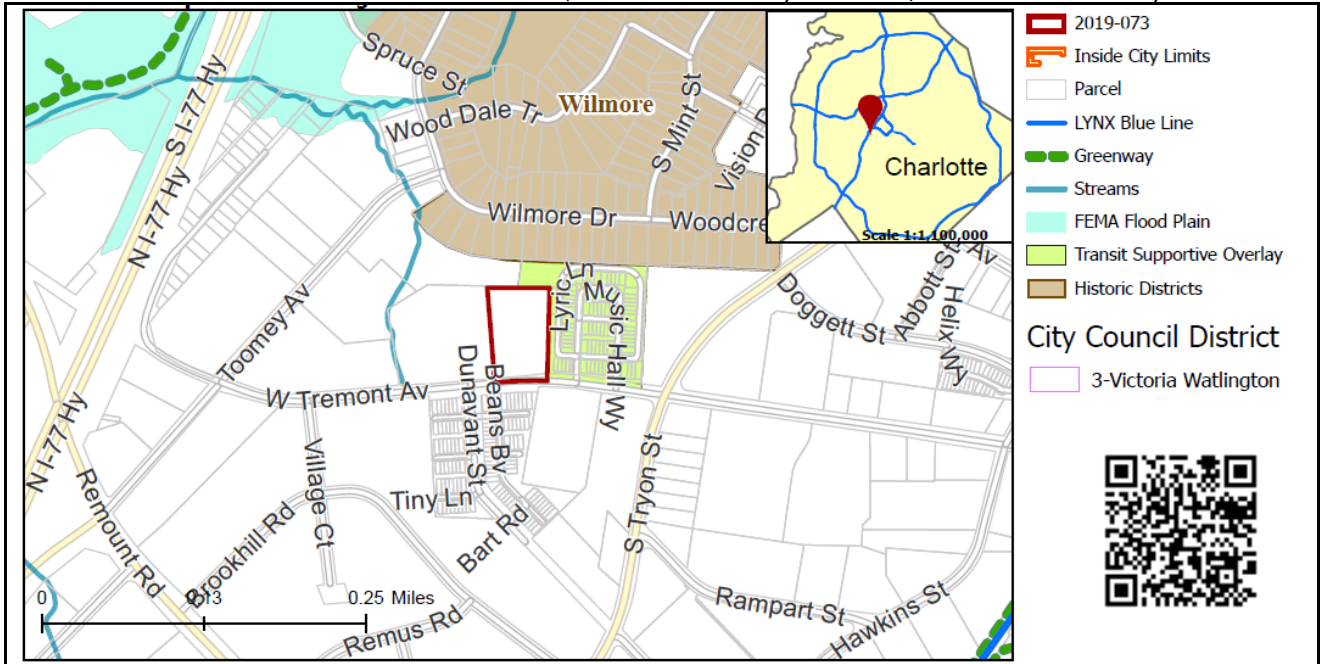 Spruce St
Wilmore
Wood Dale Tr
S Mint St
Vision D
S I-77 Hy
N I-77 Hy
Wilmore Dr
Woodcre
Charlotte
Scale 1:1,100,000
Av
Abbott St
Helix Wy
Doggett St
Lyric Ln
Music Hall Wy
Toomey Av
W Tremont Av
Dunavant St
Beans Bv
N I-77 Hy
Village Ct
Tiny Ln
Bart Rd
S Tryon St
Remount Rd
Brookhill Rd
Rampart St
Hawkins St
Remus Rd
0 0.13 0.25 Miles
2019-073
Inside City Limits
Parcel
LYNX Blue Line
Greenway
Streams
FEMA Flood Plain
Transit Supportive Overlay
Historic Districts
City Council District
3-Victoria Watlington